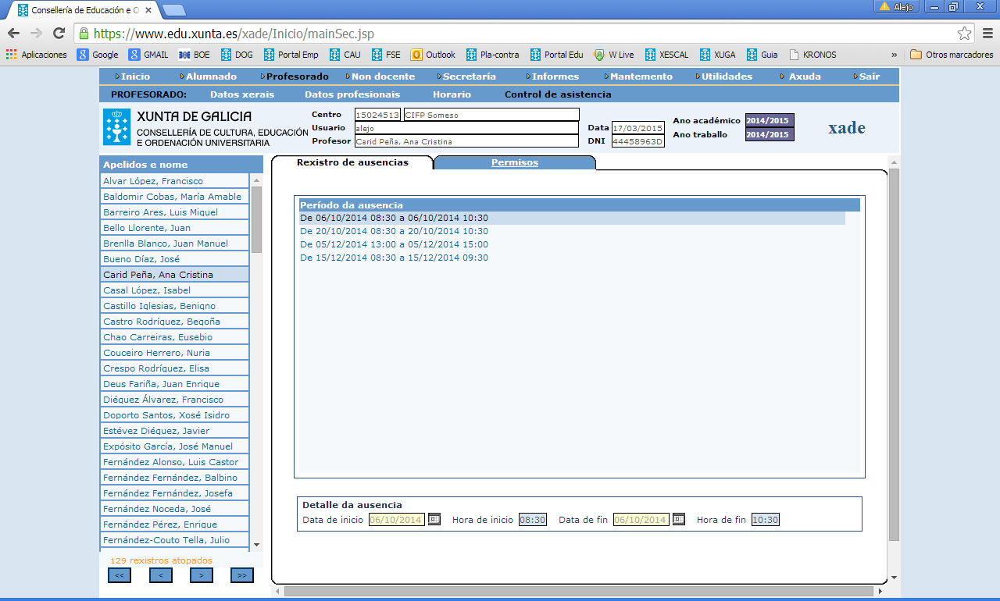 Consellería de Educación e O
Alejo
https://www.edu.xunta.es/xade/Inicio/mainSec.jsp
Aplicaciones Google GMAIL BOE DOG Portal Emp CAU FSE Outlook Pla-contra Portal Edu W Live XESCAL XUGA Guia KRONOS » Otros marcadores
Inicio Alumnado Profesorado Non docente Secretaría Informes Mantemento Utilidades Axuda Saír
PROFESORADO: Datos xerais Datos profesionais Horario Control de asistencia
XUNTA DE GALICIA
CONSELLERÍA DE CULTURA, EDUCACIÓN
E ORDENACIÓN UNIVERSITARIA
Centro 15024513 CIFP Someso
Usuario alejo
Profesor Carid Peña, Ana Cristina
Data 17/03/2015
DNI 44458963D
Ano académico 2014/2015
Ano traballo 2014/2015
xade
Apelidos e nome
Alvar López, Francisco
Baldomir Cobas, María Amable
Barreiro Ares, Luis Miguel
Bello Llorente, Juan
Brenlla Blanco, Juan Manuel
Bueno Díaz, José
Carid Peña, Ana Cristina
Casal López, Isabel
Castillo Iglesias, Benigno
Castro Rodríguez, Begoña
Chao Carreiras, Eusebio
Couceiro Herrero, Nuria
Crespo Rodríguez, Elisa
Deus Fariña, Juan Enrique
Diéguez Álvarez, Francisco
Doporto Santos, Xosé Isidro
Estévez Diéguez, Javier
Expósito García, José Manuel
Fernández Alonso, Luis Castor
Fernández Fernández, Balbino
Fernández Fernández, Josefa
Fernández Noceda, José
Fernández Pérez, Enrique
Fernández-Couto Tella, Julio
129 rexistros atopados
<< < > >>
Rexistro de ausencias Permisos
Período da ausencia
De 06/10/2014 08:30 a 06/10/2014 10:30
De 20/10/2014 08:30 a 20/10/2014 10:30
De 05/12/2014 13:00 a 05/12/2014 15:00
De 15/12/2014 08:30 a 15/12/2014 09:30
Detalle da ausencia
Data de inicio 06/10/2014 Hora de inicio 08:30 Data de fin 06/10/2014 Hora de fin 10:30